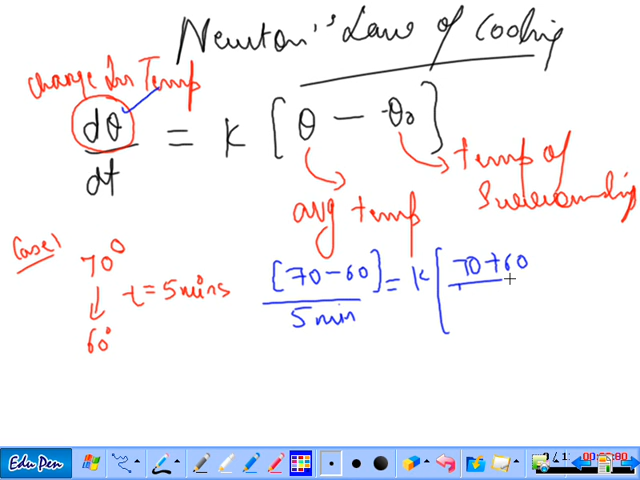 Newton's Law of Cooling
change In Temp
dθ/dt = K [ θ − θ₀ ]
avg temp
temp of
Surrounding
Case 1
70°
↓ t = 5 mins
60°
[70 − 60]/5 min = K [ 70 + 60
Edu Pen